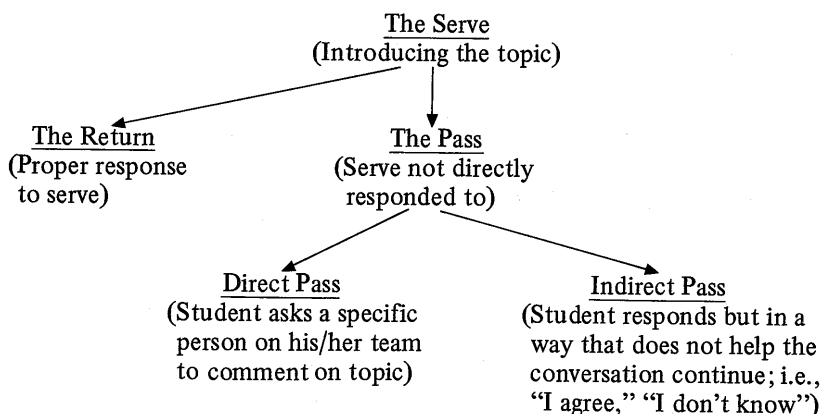 The Serve
(Introducing the topic)
The Return
(Proper response
to serve)
The Pass
(Serve not directly
responded to)
Direct Pass
(Student asks a specific
person on his/her team
to comment on topic)
Indirect Pass
(Student responds but in a
way that does not help the
conversation continue; i.e.,
“I agree,” “I don't know”)